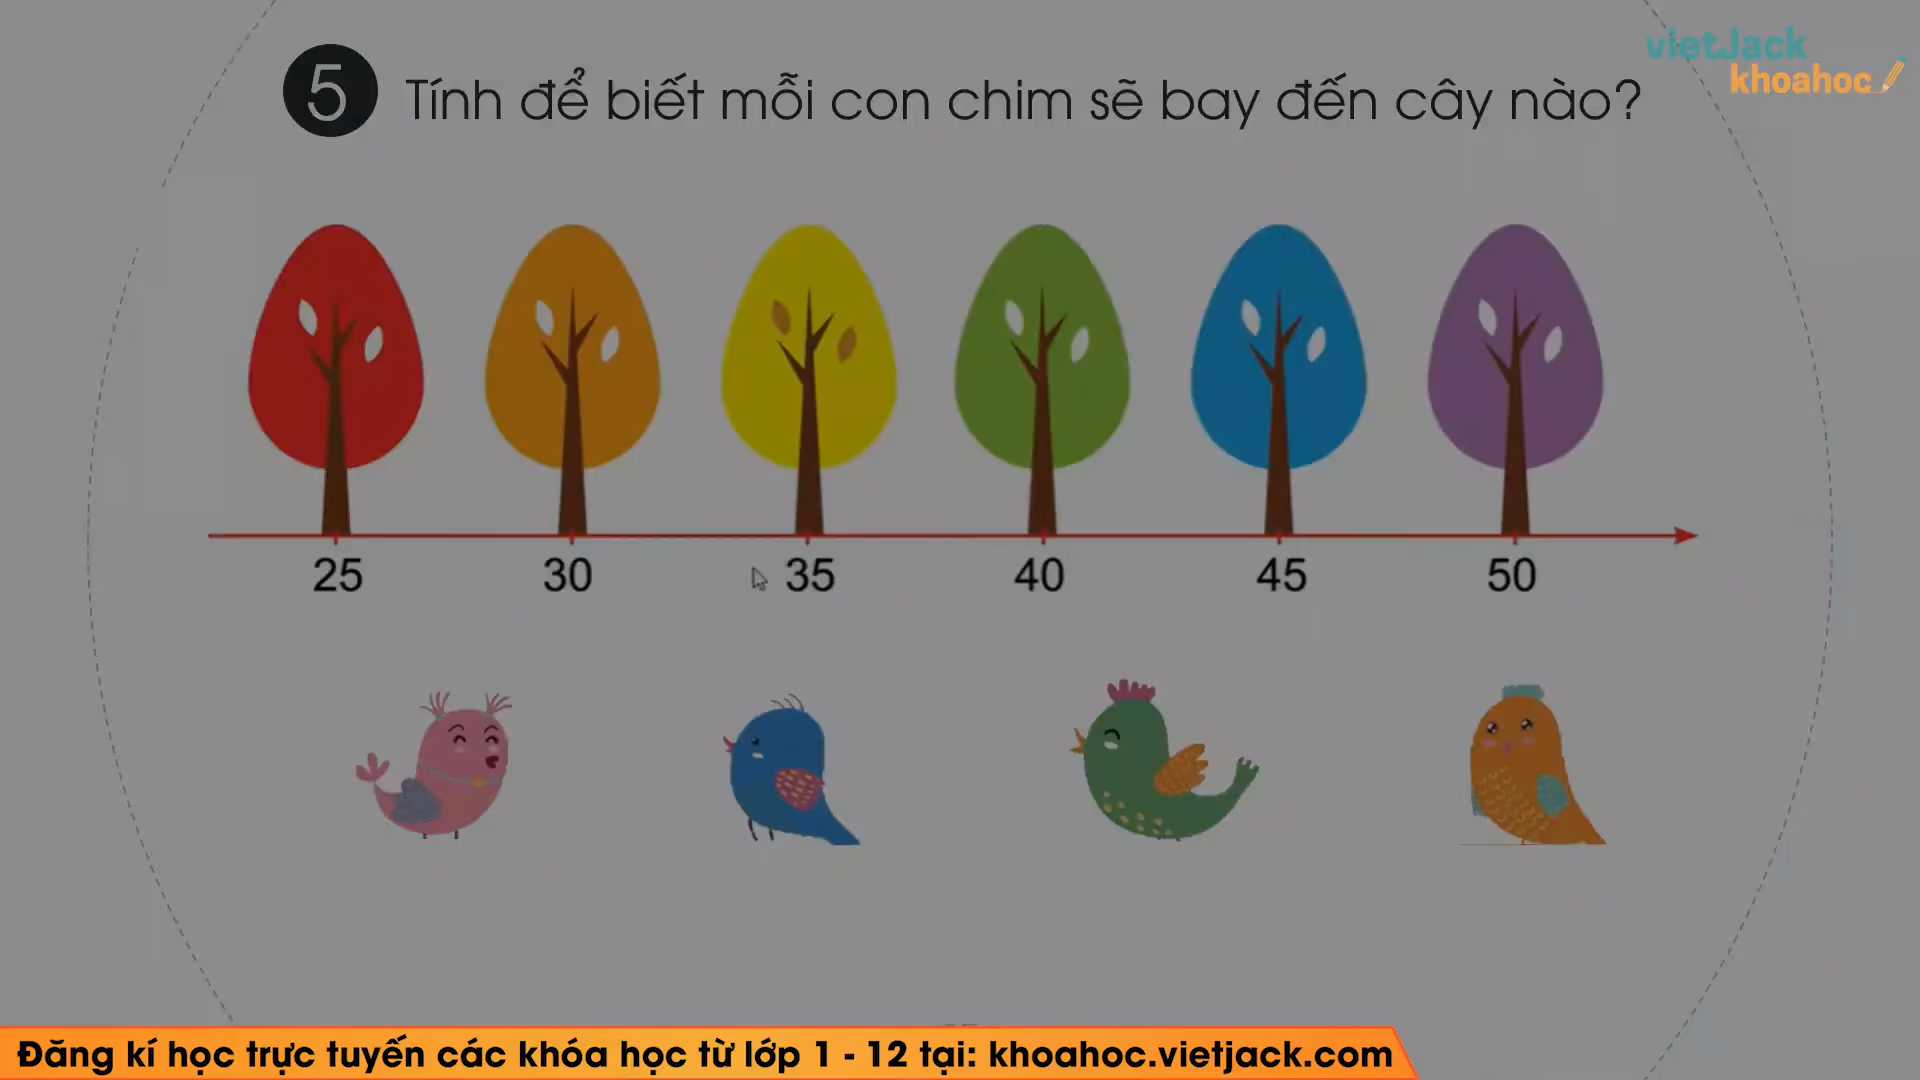 5 Tính để biết mỗi con chim sẽ bay đến cây nào?
vietJack
khoahoc
25 30 35 40 45 50
Đăng kí học trực tuyến các khóa học từ lớp 1 - 12 tại: khoahoc.vietjack.com